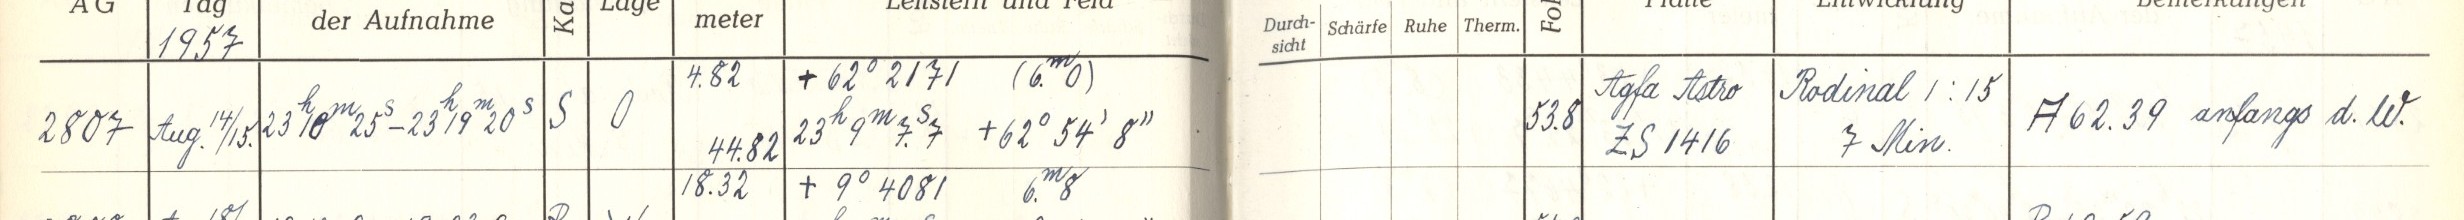 AG Tag der Aufnahme Ka Lage meter Leitstern und Feld Durch-sicht Schärfe Ruhe Therm. Fol Platte Entwicklung Bemerkungen
1957
2807 Aug. 14/15. 23h 18m 25s – 23h 19m 20s S O 4.82 + 62° 2171 (6.m0) 53.8 Agfa Astro Rodinal 1 : 15 A 62.39 anfangs d. W.
44.82 23h 9m 7.s7 + 62° 54' 8" ZS 1416 7 Min.
18.32 + 9° 4081 6.m8